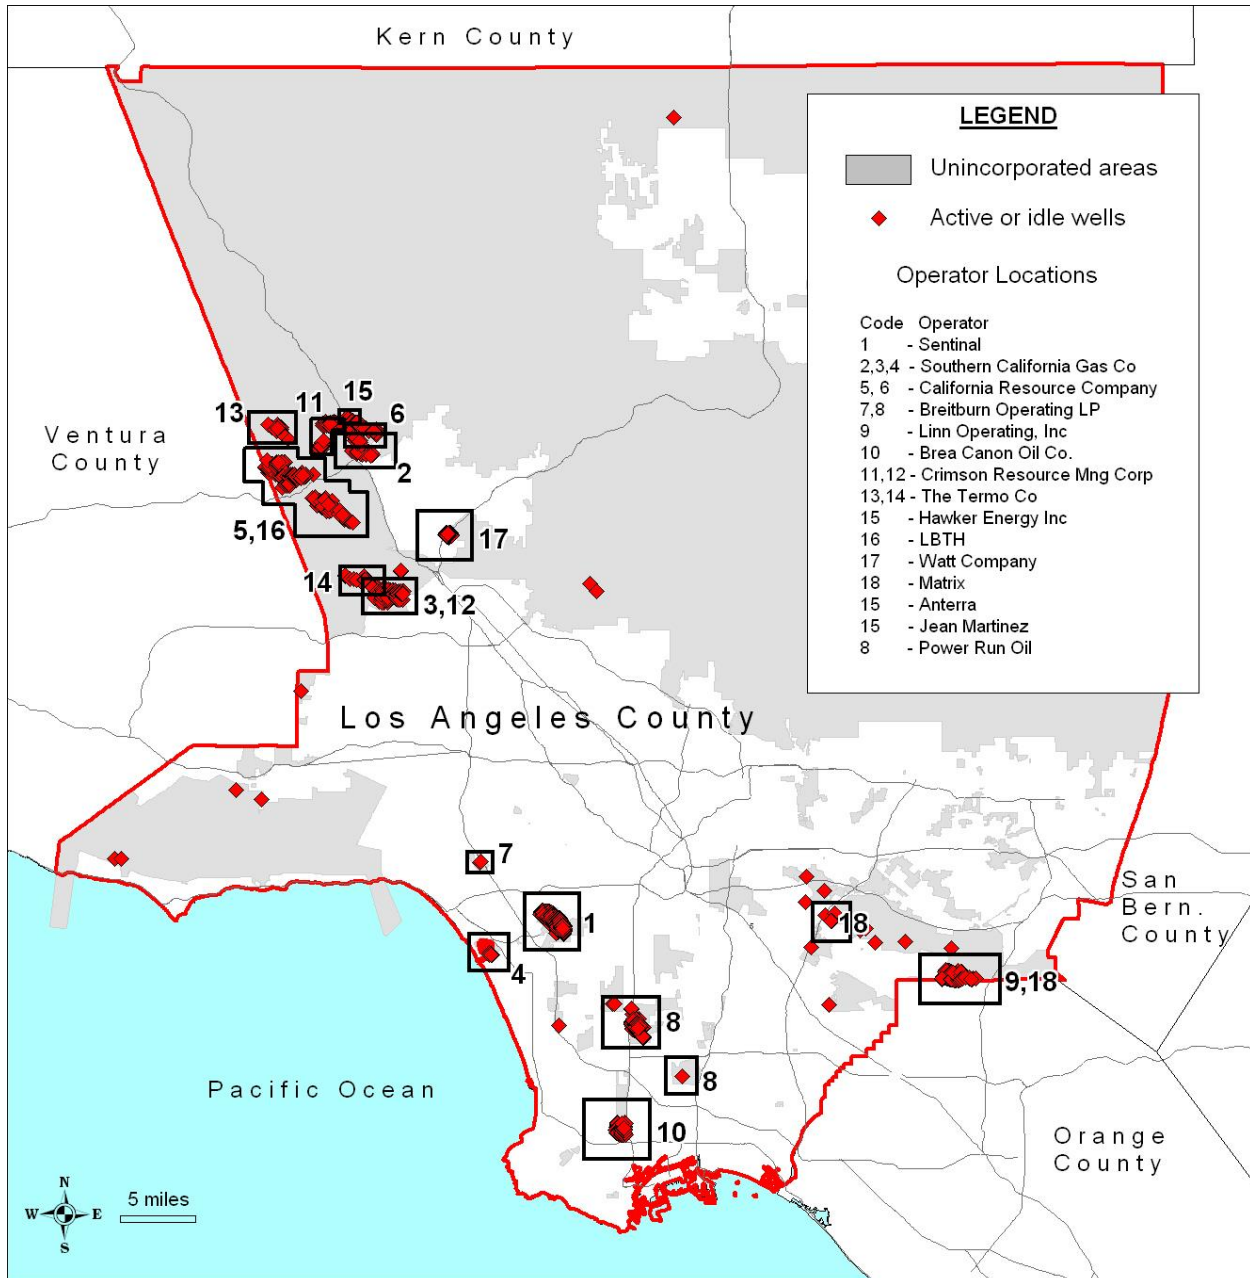 Kern County
LEGEND
Unincorporated areas
Active or idle wells
Operator Locations
Code Operator
1 - Sentinal
2,3,4 - Southern California Gas Co
5, 6 - California Resource Company
7,8 - Breitburn Operating LP
9 - Linn Operating, Inc
10 - Brea Canon Oil Co.
11,12 - Crimson Resource Mng Corp
13,14 - The Termo Co
15 - Hawker Energy Inc
16 - LBTH
17 - Watt Company
18 - Matrix
15 - Anterra
15 - Jean Martinez
8 - Power Run Oil
15
13
11
6
Ventura
County
2
5,16
17
14
3,12
Los Angeles County
7
San
Bern.
County
1
18
4
9,18
8
8
Pacific Ocean
10
Orange
County
N
W E
S
5 miles